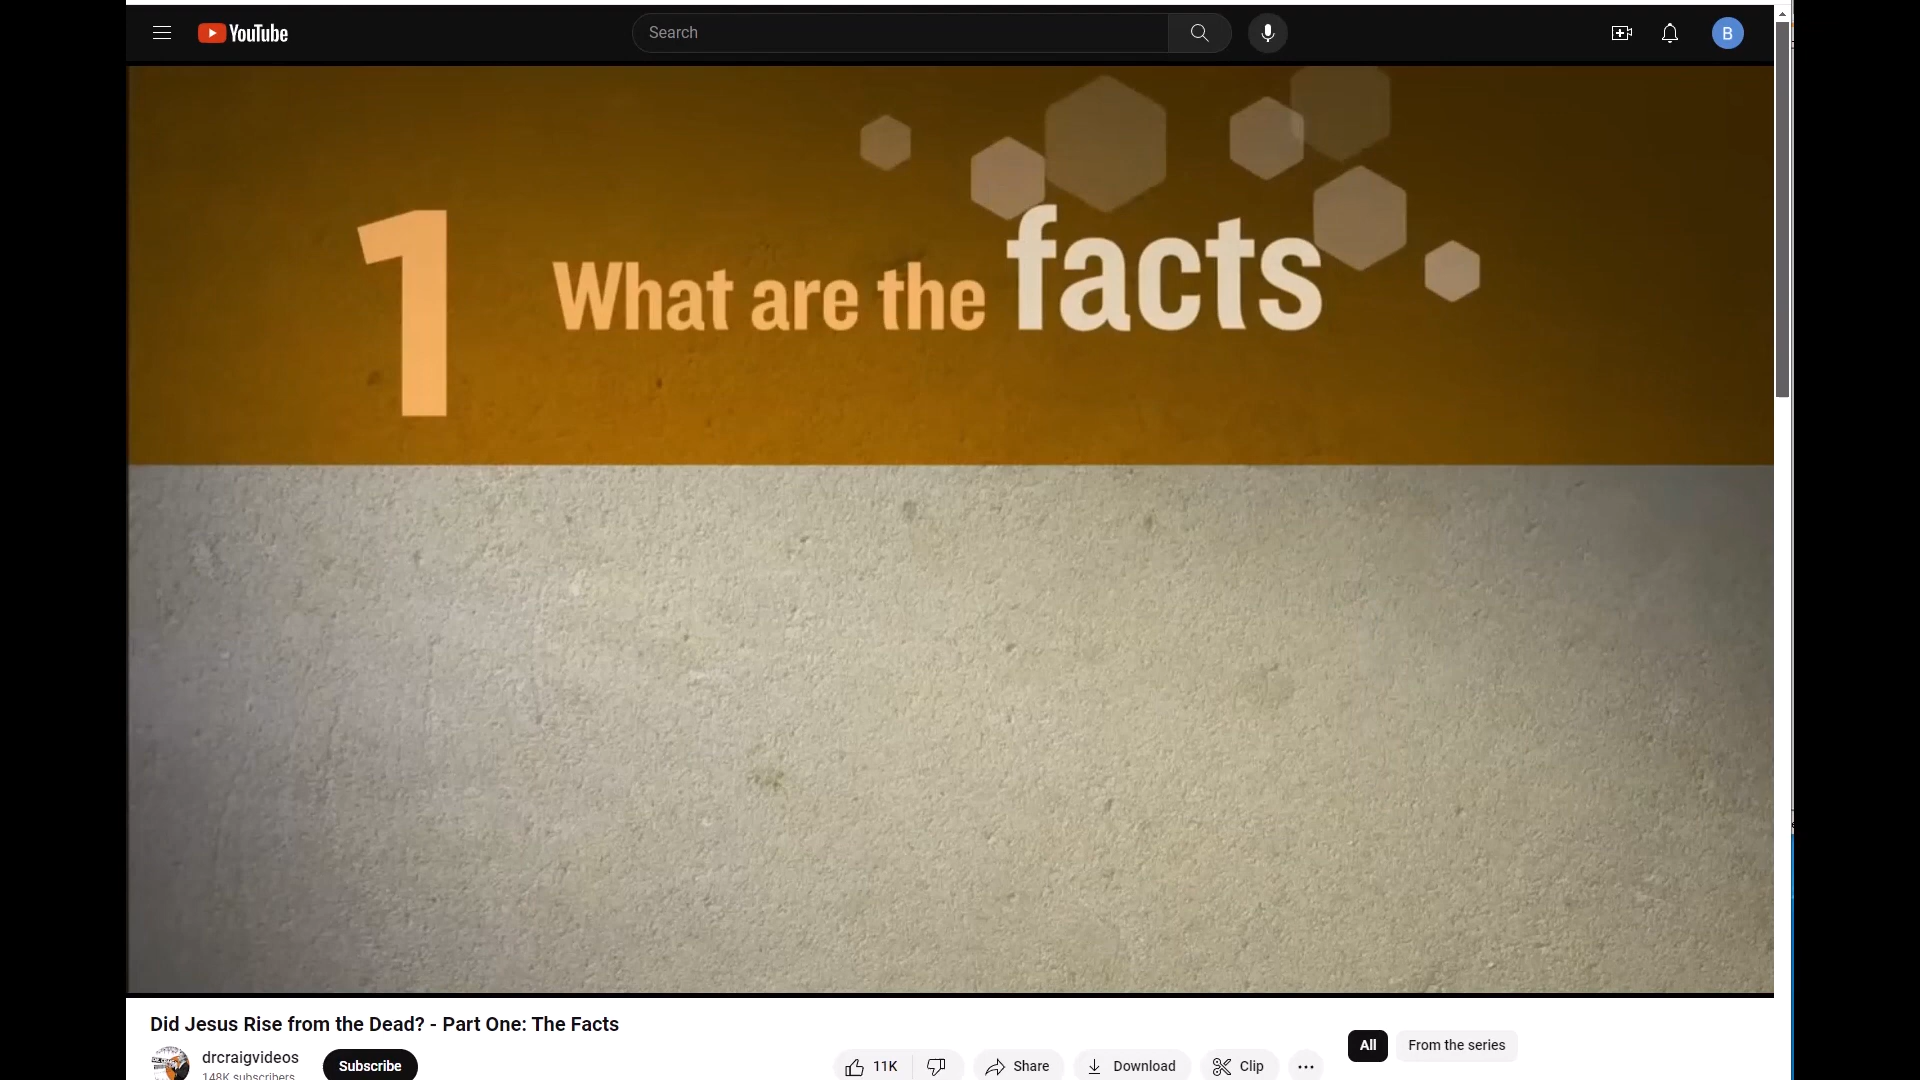 YouTube
Search
B
1 What are the facts
Did Jesus Rise from the Dead? - Part One: The Facts
drcraigvideos
148K subscribers
Subscribe
11K
Share
Download
Clip
All
From the series